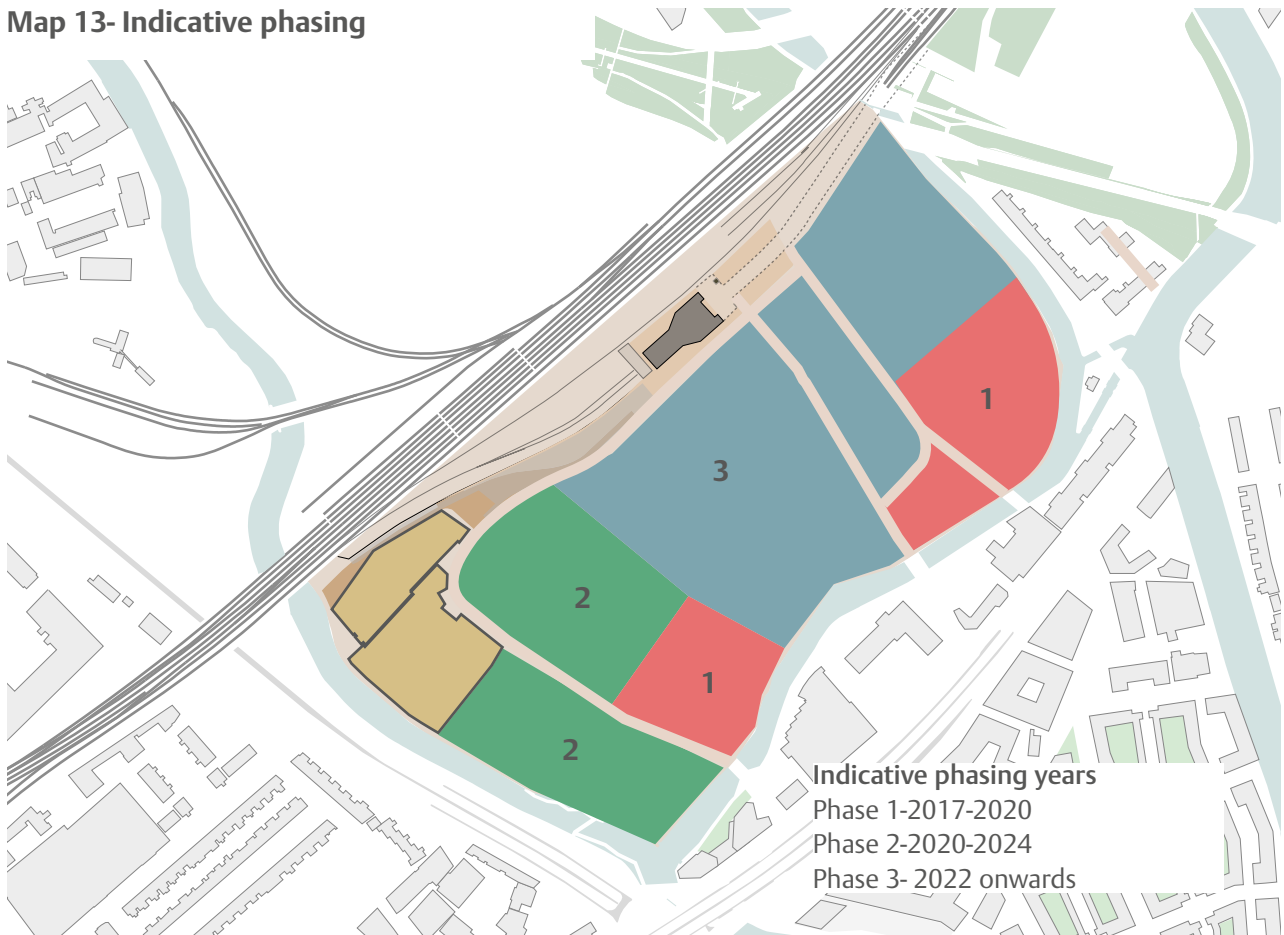 Map 13- Indicative phasing
1
3
2
1
2
Indicative phasing years
Phase 1-2017-2020
Phase 2-2020-2024
Phase 3- 2022 onwards